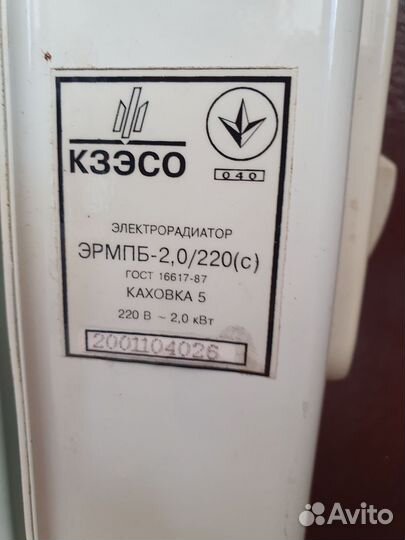 КЗЭСО
040
ЭЛЕКТРОРАДИАТОР
ЭРМПБ-2,0/220(с)
ГОСТ 16617-87
КАХОВКА 5
220 В ~ 2,0 кВт
2001104026
Avito